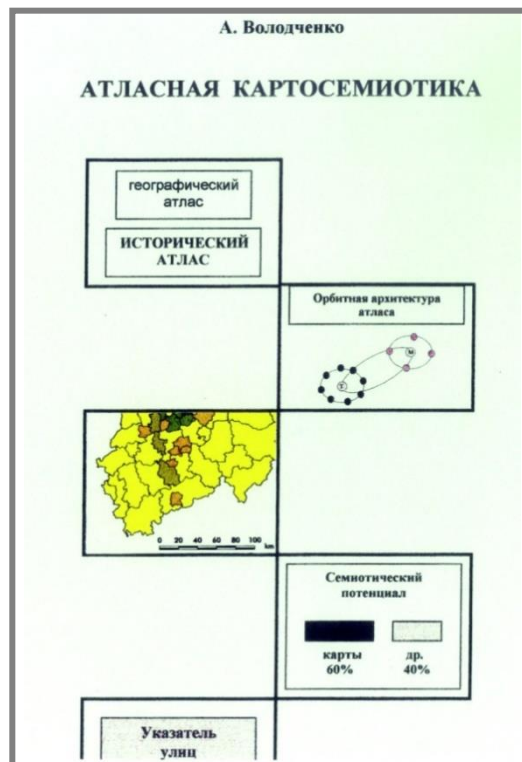 А. Володченко
АТЛАСНАЯ КАРТОСЕМИОТИКА
географический
атлас
ИСТОРИЧЕСКИЙ
АТЛАС
Орбитная архитектура
атласа
М
Т
0 20 40 60 80 100
km
Семиотический
потенциал
карты др.
60% 40%
Указатель
улиц